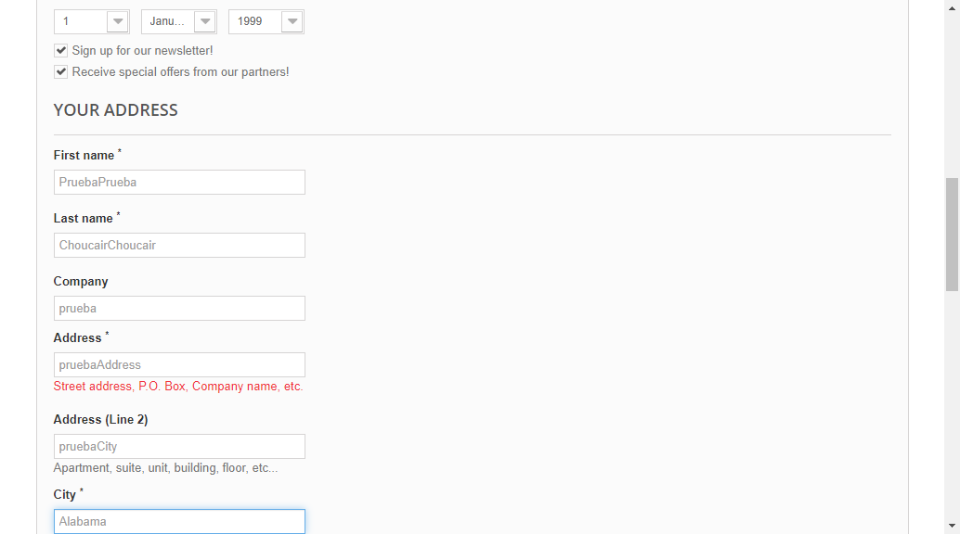 1 Janu... 1999
Sign up for our newsletter!
Receive special offers from our partners!
YOUR ADDRESS
First name *
PruebaPrueba
Last name *
ChoucairChoucair
Company
prueba
Address *
pruebaAddress
Street address, P.O. Box, Company name, etc.
Address (Line 2)
pruebaCity
Apartment, suite, unit, building, floor, etc...
City *
Alabama